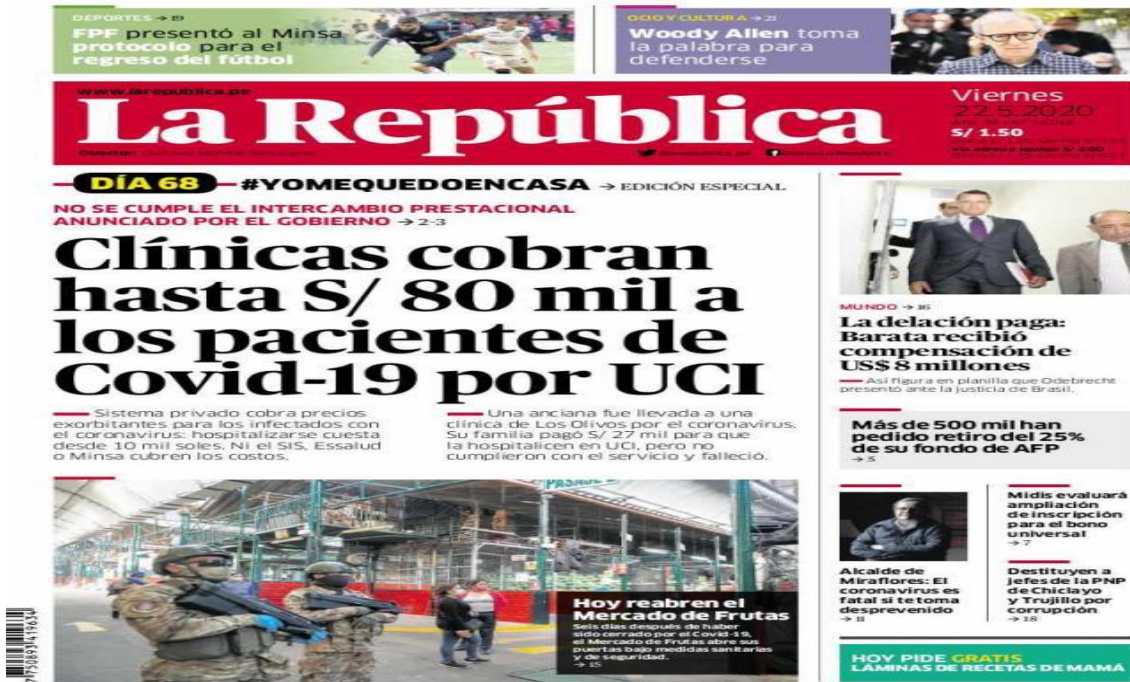 DEPORTES → 19
FPF presentó al Minsa
protocolo para el
regreso del fútbol
OCIO Y CULTURA → 21
Woody Allen toma
la palabra para
defenderse
www.larepublica.pe
La República
Viernes
22.5.2020
S/ 1.50
Director:
DÍA 68
#YOMEQUEDOENCASA → EDICIÓN ESPECIAL
NO SE CUMPLE EL INTERCAMBIO PRESTACIONAL
ANUNCIADO POR EL GOBIERNO → 2-3
Clínicas cobran
hasta S/ 80 mil a
los pacientes de
Covid-19 por UCI
Sistema privado cobra precios
exorbitantes para los infectados con
el coronavirus: hospitalizarse cuesta
desde 10 mil soles. Ni el SIS, Essalud
o Minsa cubren los costos.
Una anciana fue llevada a una
clínica de Los Olivos por el coronavirus.
Su familia pagó S/ 27 mil para que
la hospitalicen en UCI, pero no
cumplieron con el servicio y falleció.
Hoy reabren el
Mercado de Frutas
Seis días después de haber
sido cerrado por el Covid-19,
el Mercado de Frutas abre sus
puertas bajo medidas sanitarias
y de seguridad.
→ 15
MUNDO → 16
La delación paga:
Barata recibió
compensación de
US$ 8 millones
Así figura en planilla que Odebrecht
presentó ante la justicia de Brasil.
Más de 500 mil han
pedido retiro del 25%
de su fondo de AFP
→ 5
Alcalde de
Miraflores: El
coronavirus es
fatal si te toma
desprevenido
→ 11
Midis evaluará
ampliación
de inscripción
para el bono
universal
→ 7
Destituyen a
jefes de la PNP
de Chiclayo
y Trujillo por
corrupción
→ 18
HOY PIDE GRATIS
LÁMINAS DE RECETAS DE MAMÁ
7750893419634